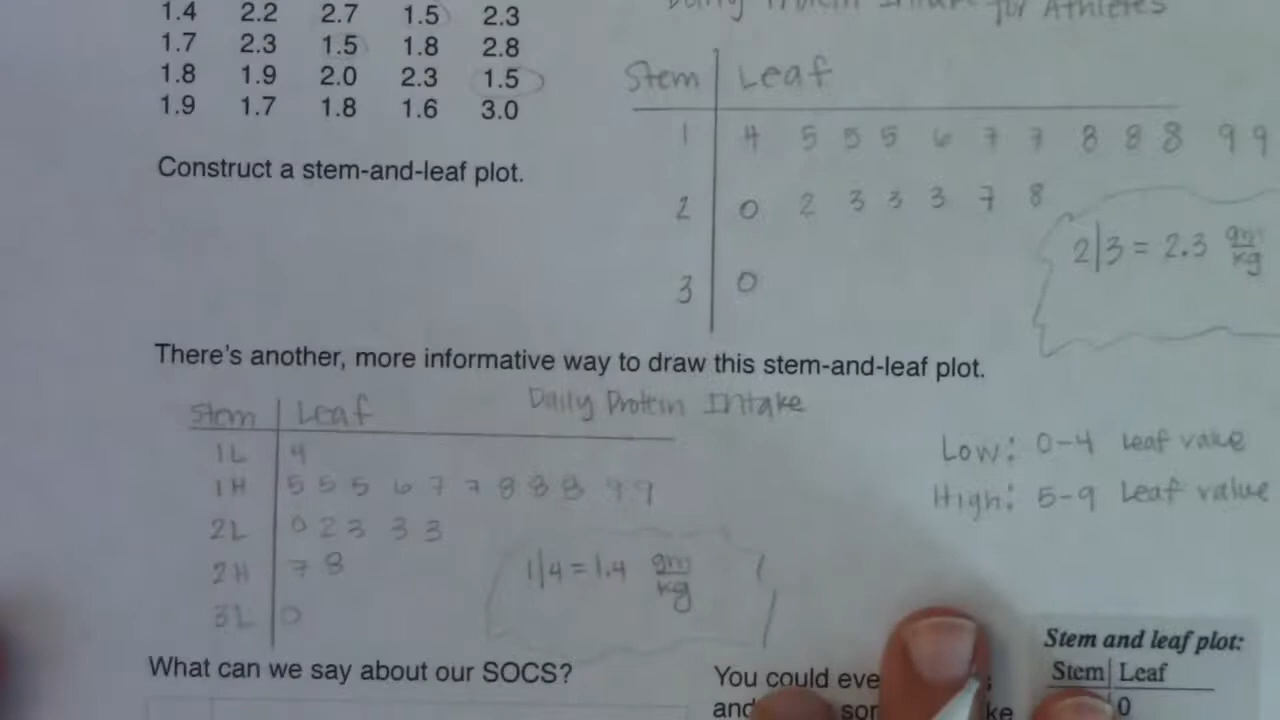 Daily Protein Intake for Athletes
1.4 2.2 2.7 1.5 2.3
1.7 2.3 1.5 1.8 2.8
1.8 1.9 2.0 2.3 1.5
1.9 1.7 1.8 1.6 3.0
Construct a stem-and-leaf plot.
Stem Leaf
1 4 5 5 5 6 7 7 8 8 8 9 9
2 0 2 3 3 3 7 8
3 0
2|3 = 2.3 gm/kg
There's another, more informative way to draw this stem-and-leaf plot.
Stem Leaf
Daily Protein Intake
1L 4
1H 5 5 5 6 7 7 8 8 8 9 9
2L 0 2 3 3 3
2H 7 8
3L 0
1|4 = 1.4 gm/kg
Low: 0-4 leaf value
High: 5-9 Leaf value
What can we say about our SOCS?
You could eve
and
Stem and leaf plot:
Stem Leaf
0